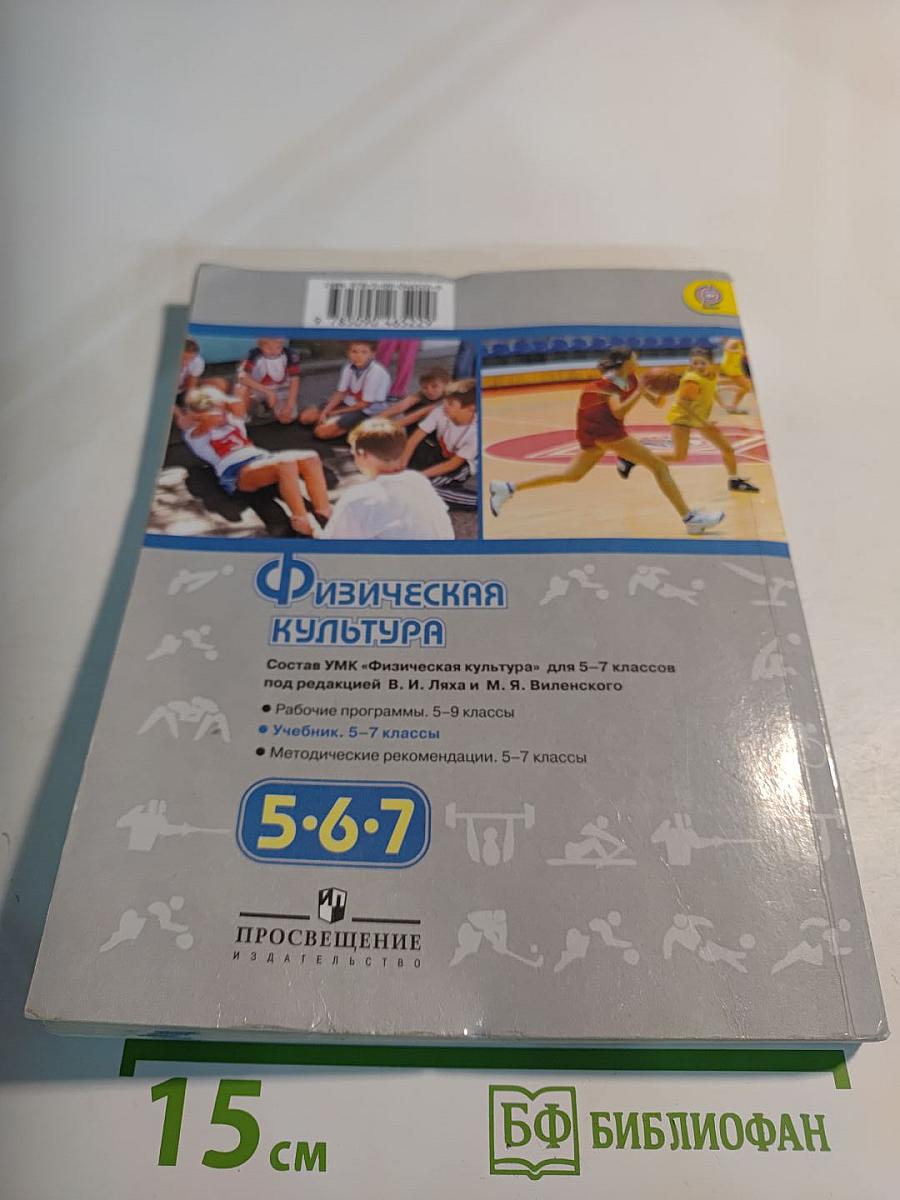 Физическая
культура
Состав УМК «Физическая культура» для 5–7 классов
под редакцией В. И. Ляха и М. Я. Виленского
• Рабочие программы. 5–9 классы
• Учебник. 5–7 классы
• Методические рекомендации. 5–7 классы
5•6•7
ИП
ПРОСВЕЩЕНИЕ
ИЗДАТЕЛЬСТВО
15 см
БФ БИБЛИОФАН